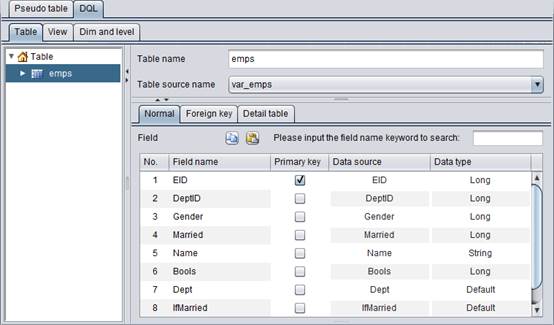 Pseudo table DQL
Table View Dim and level
Table
emps
Table name emps
Table source name var_emps
Normal Foreign key Detail table
Field Please input the field name keyword to search:
No. Field name Primary key Data source Data type
1 EID EID Long
2 DeptID DeptID Long
3 Gender Gender Long
4 Married Married Long
5 Name Name String
6 Bools Bools Long
7 Dept Dept Default
8 IfMarried IfMarried Default